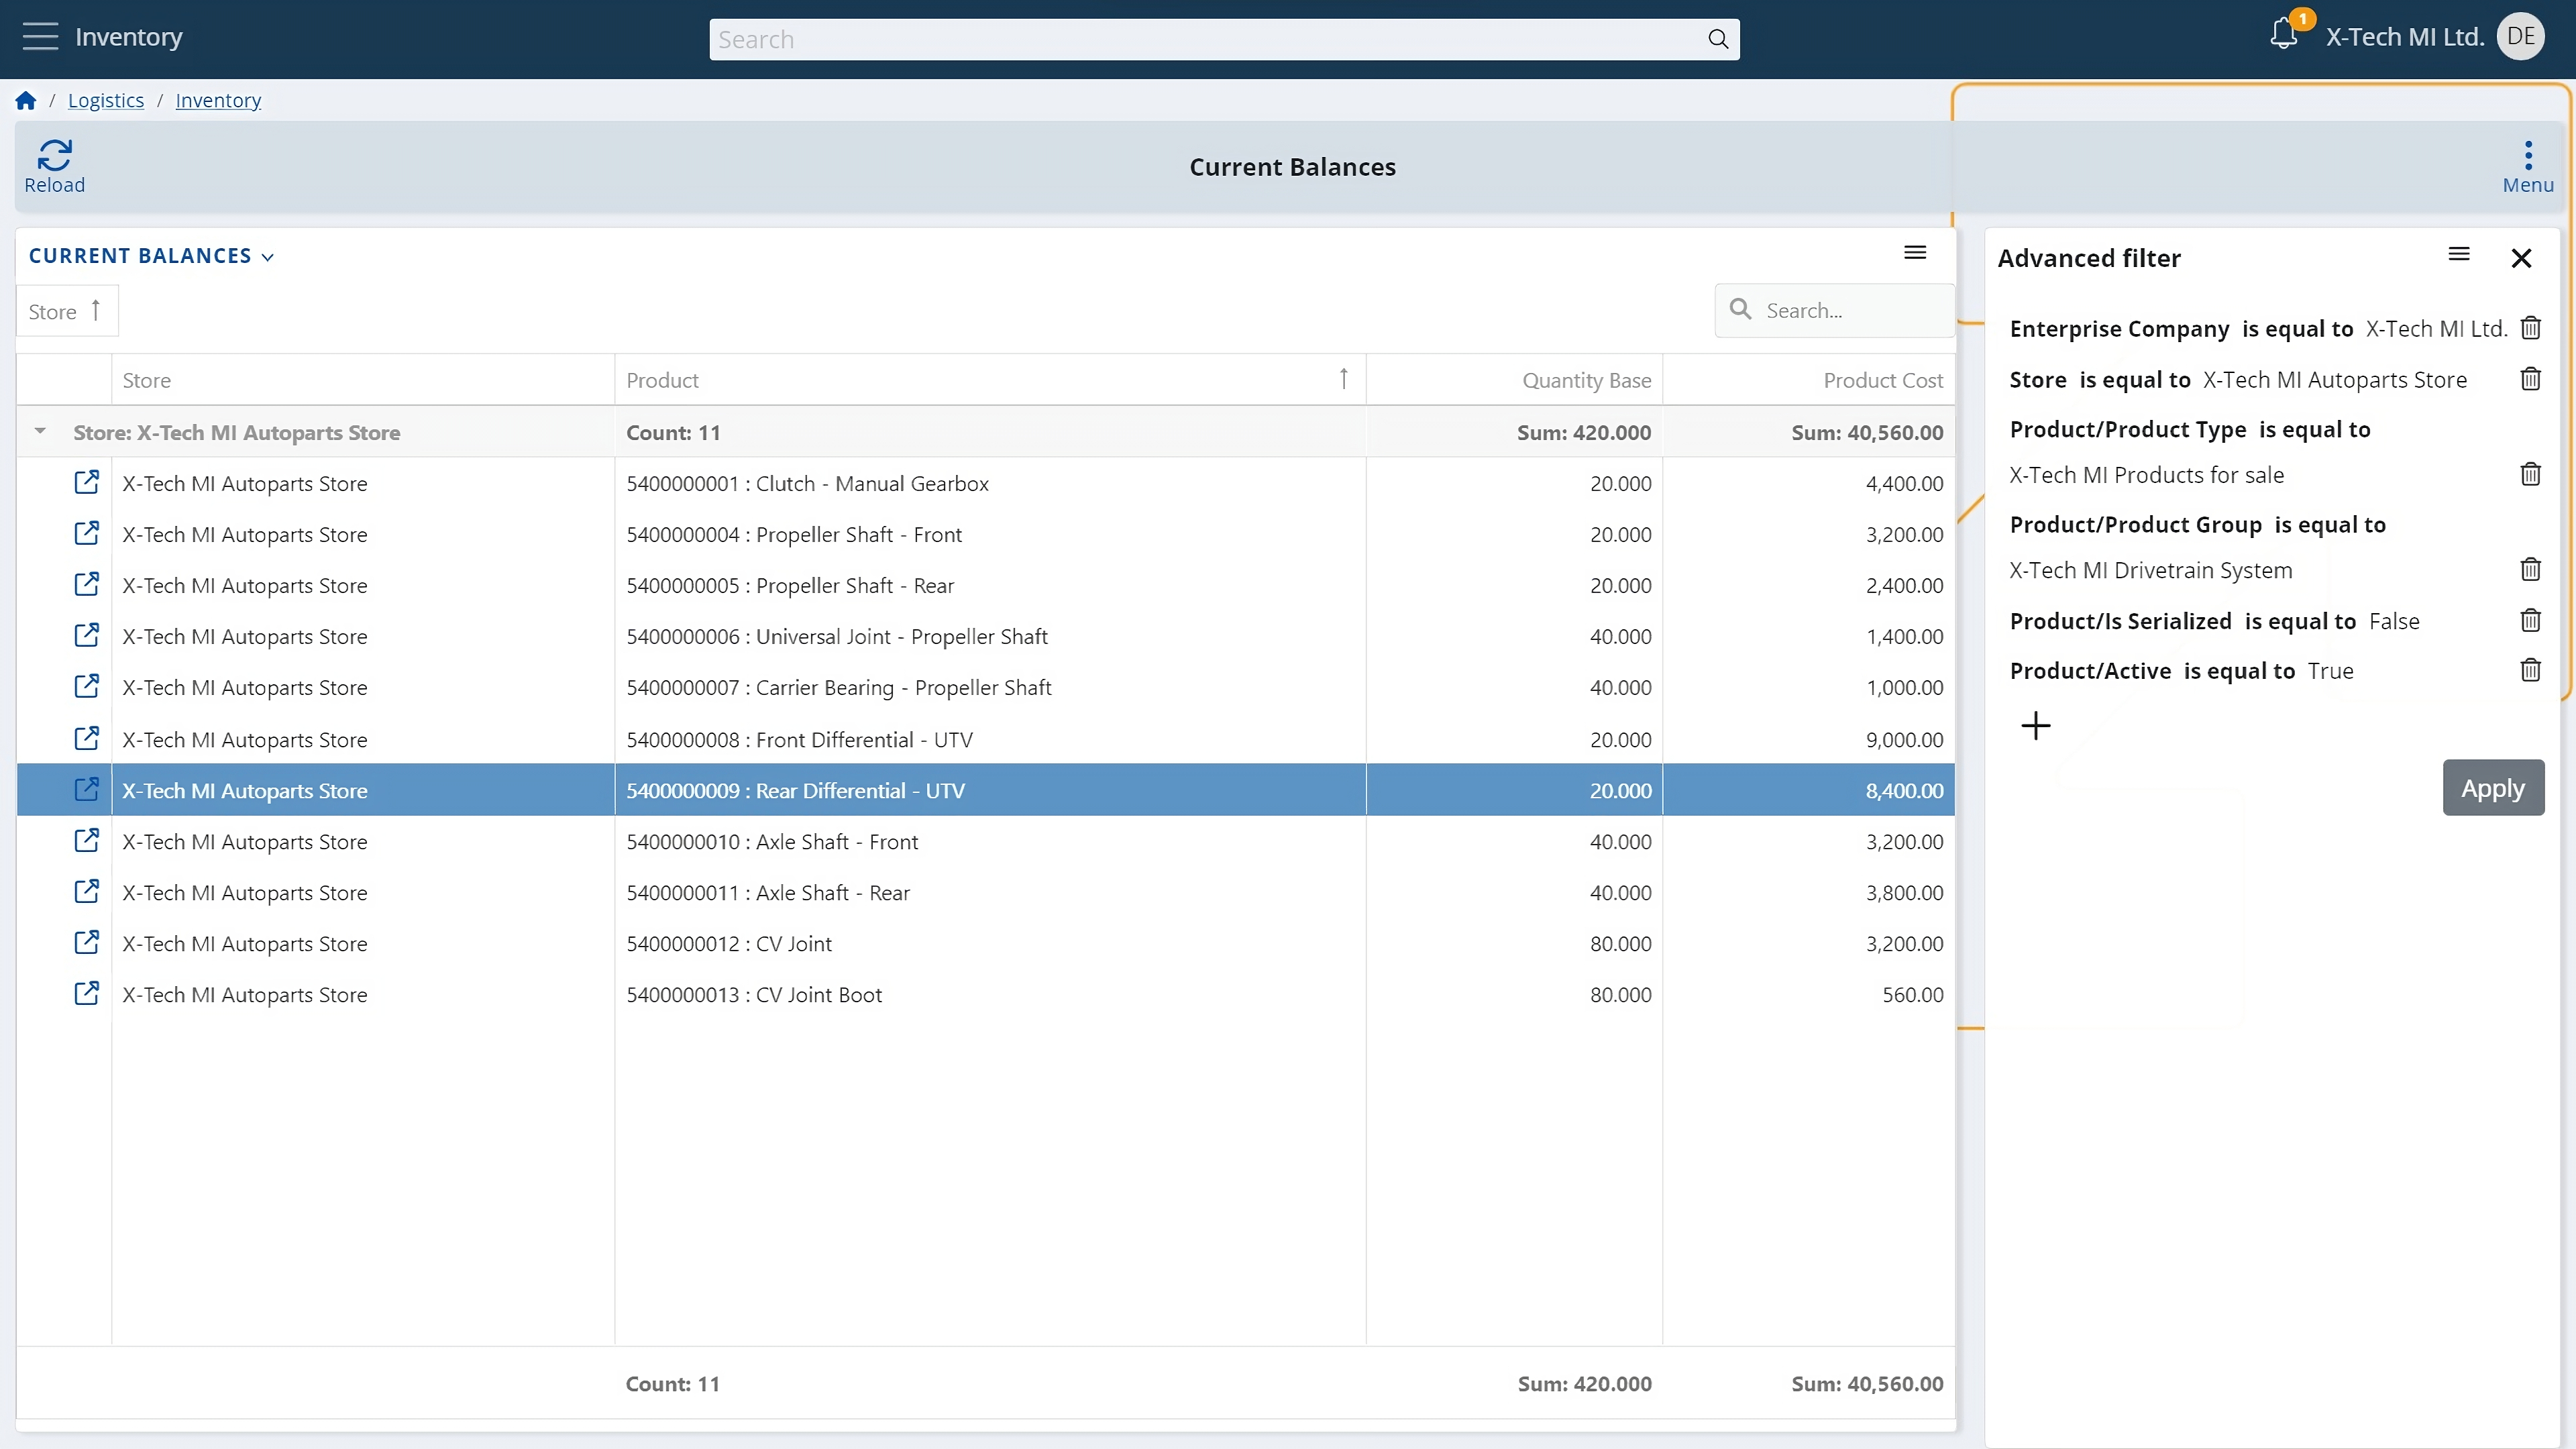 Inventory
Search
1
X-Tech MI Ltd.
DE
/ Logistics / Inventory
Reload
Current Balances
Menu
CURRENT BALANCES
Store
Search...
Store Product Quantity Base Product Cost
Store: X-Tech MI Autoparts Store Count: 11 Sum: 420.000 Sum: 40,560.00
X-Tech MI Autoparts Store 5400000001 : Clutch - Manual Gearbox 20.000 4,400.00
X-Tech MI Autoparts Store 5400000004 : Propeller Shaft - Front 20.000 3,200.00
X-Tech MI Autoparts Store 5400000005 : Propeller Shaft - Rear 20.000 2,400.00
X-Tech MI Autoparts Store 5400000006 : Universal Joint - Propeller Shaft 40.000 1,400.00
X-Tech MI Autoparts Store 5400000007 : Carrier Bearing - Propeller Shaft 40.000 1,000.00
X-Tech MI Autoparts Store 5400000008 : Front Differential - UTV 20.000 9,000.00
X-Tech MI Autoparts Store 5400000009 : Rear Differential - UTV 20.000 8,400.00
X-Tech MI Autoparts Store 5400000010 : Axle Shaft - Front 40.000 3,200.00
X-Tech MI Autoparts Store 5400000011 : Axle Shaft - Rear 40.000 3,800.00
X-Tech MI Autoparts Store 5400000012 : CV Joint 80.000 3,200.00
X-Tech MI Autoparts Store 5400000013 : CV Joint Boot 80.000 560.00
Count: 11 Sum: 420.000 Sum: 40,560.00
Advanced filter
Enterprise Company is equal to X-Tech MI Ltd.
Store is equal to X-Tech MI Autoparts Store
Product/Product Type is equal to
X-Tech MI Products for sale
Product/Product Group is equal to
X-Tech MI Drivetrain System
Product/Is Serialized is equal to False
Product/Active is equal to True
Apply